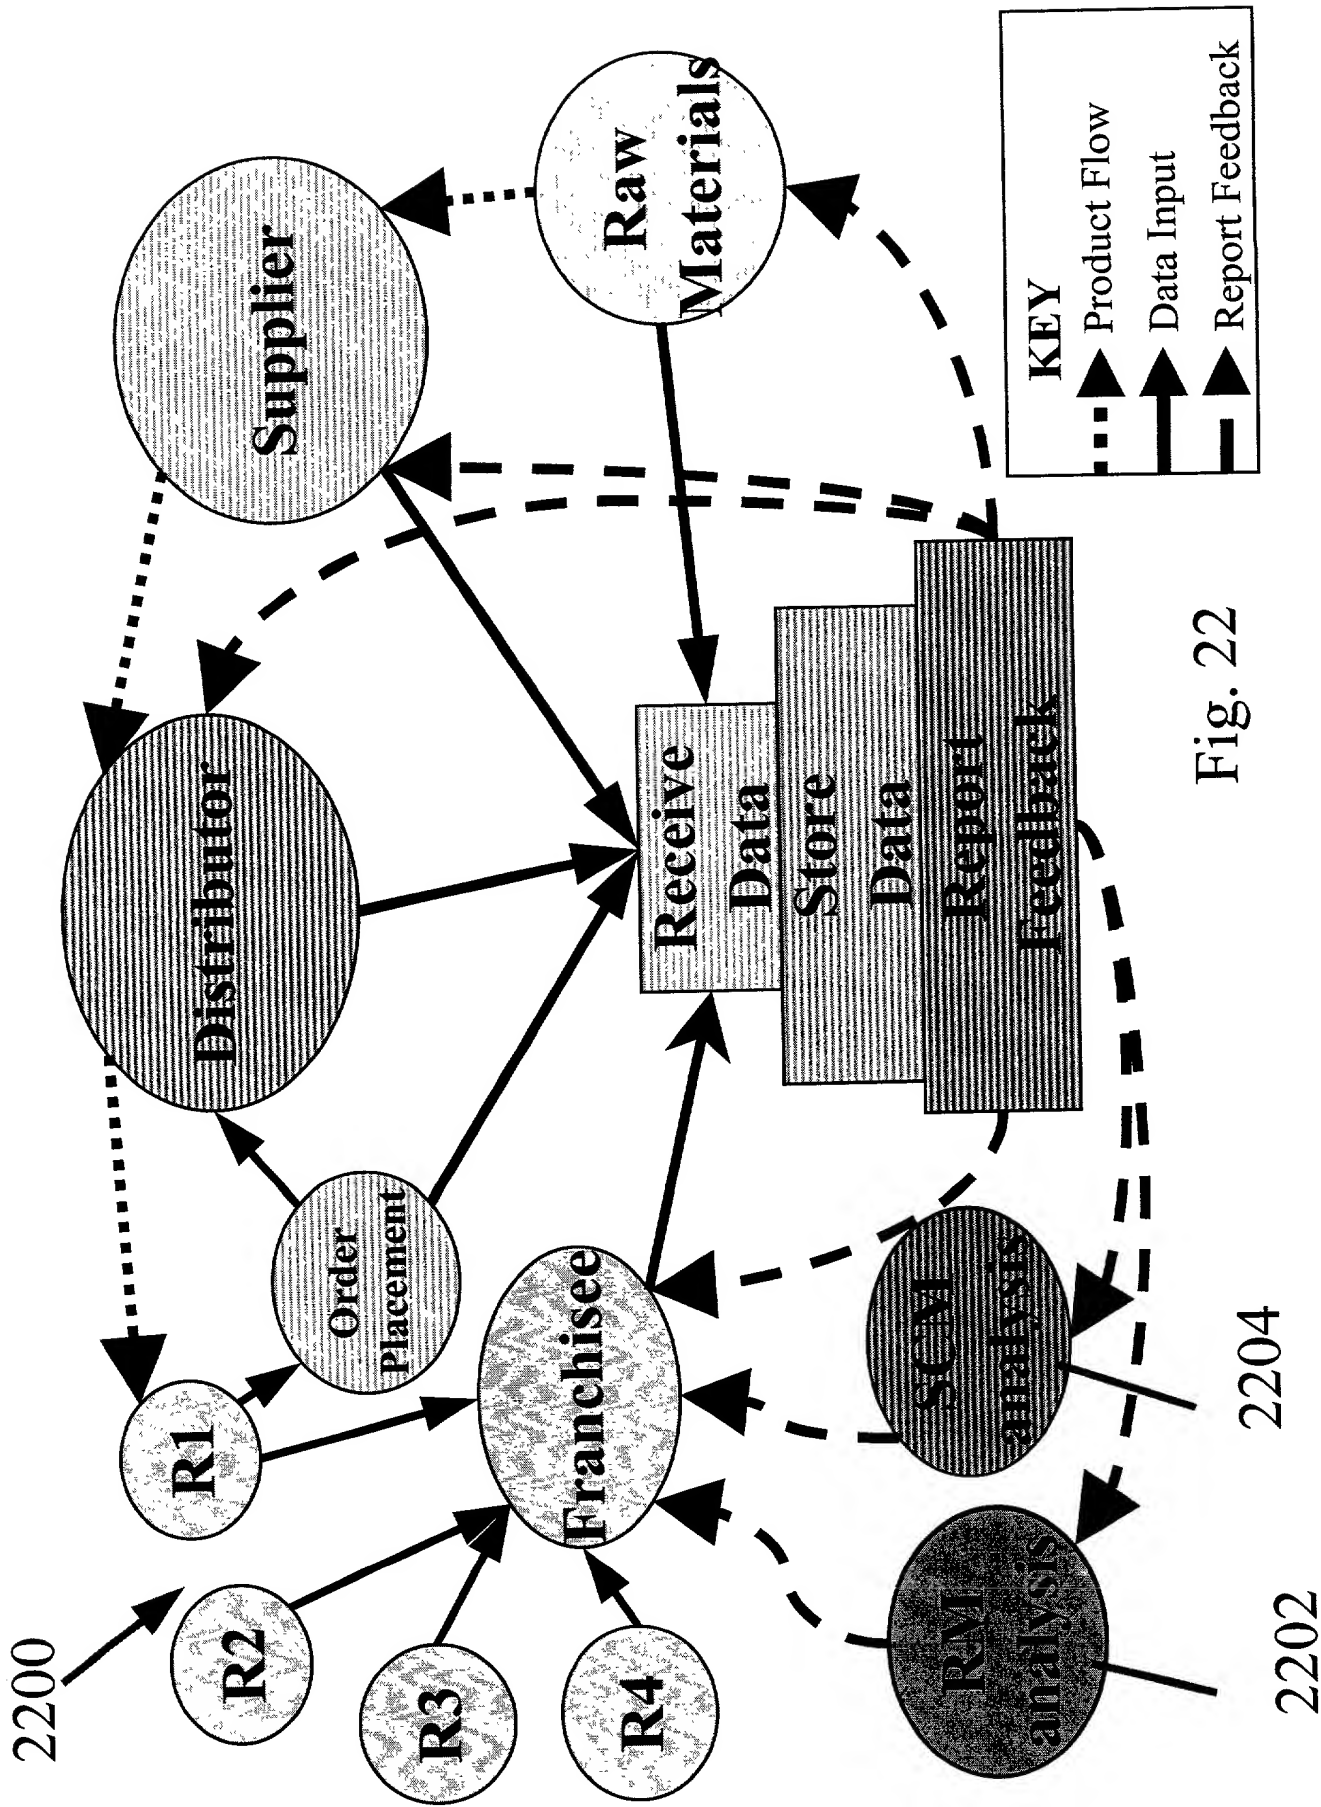 2200
R1
R2
R3
R4
Order
Placement
Distributor
Supplier
Franchisee
Receive
Data
Store
Data
Report
Feedback
Raw
Materials
RM
analysis
SCM
analysis
2202
2204
KEY
Product Flow
Data Input
Report Feedback
Fig. 22